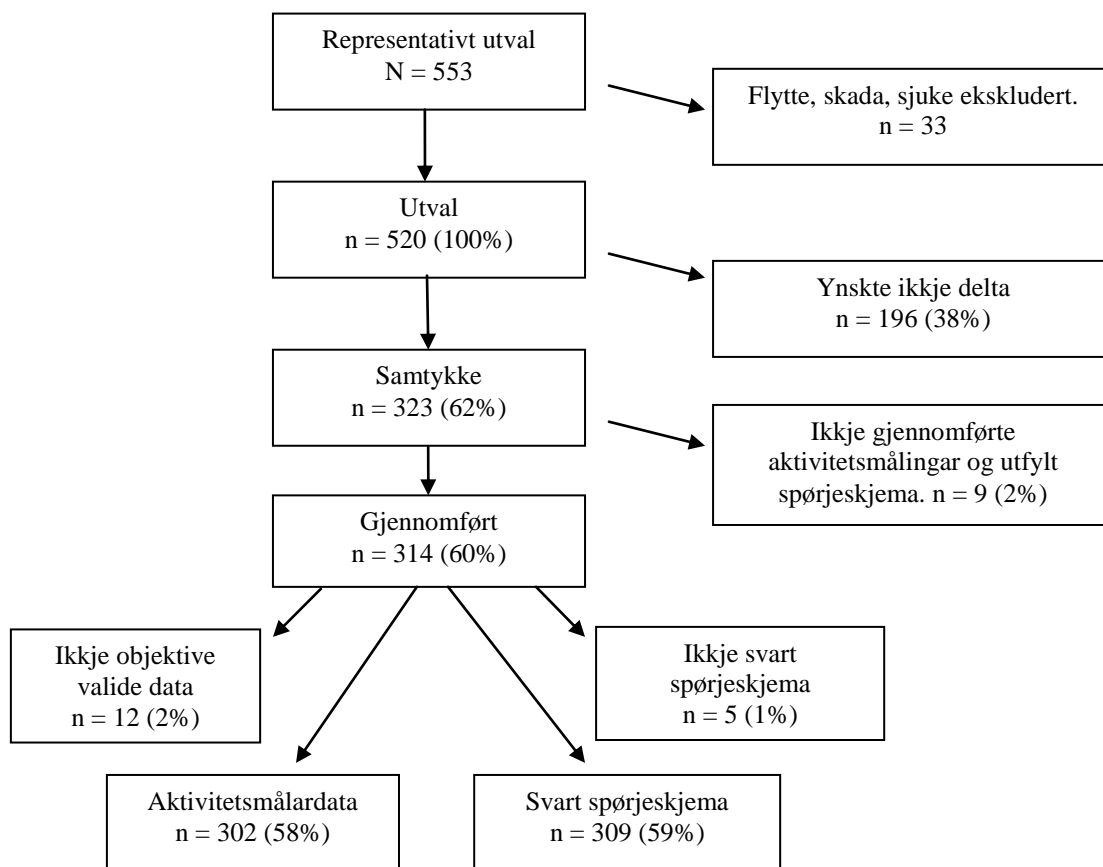 Representativt utval
N = 553
Flytte, skada, sjuke ekskludert.
n = 33
Utval
n = 520 (100%)
Ynskte ikkje delta
n = 196 (38%)
Samtykke
n = 323 (62%)
Ikkje gjennomførte
aktivitetsmålingar og utfylt
spørjeskjema. n = 9 (2%)
Gjennomført
n = 314 (60%)
Ikkje objektive
valide data
n = 12 (2%)
Ikkje svart
spørjeskjema
n = 5 (1%)
Aktivitetsmålardata
n = 302 (58%)
Svart spørjeskjema
n = 309 (59%)